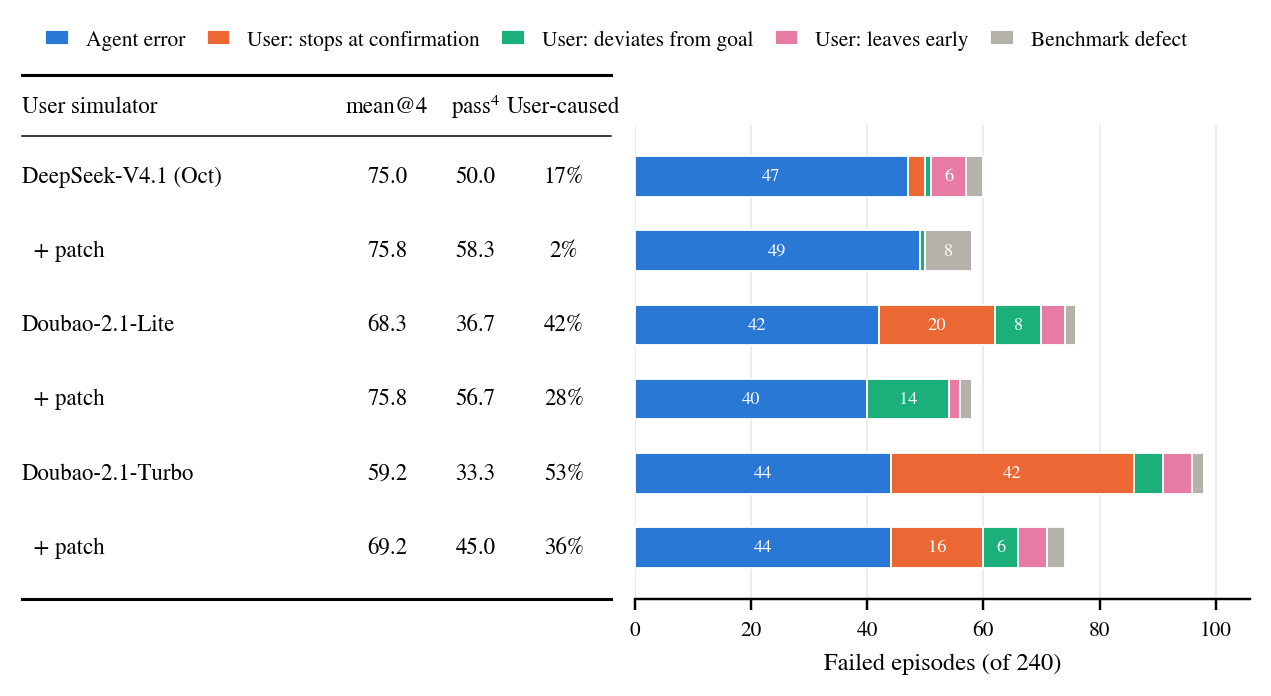 Agent error User: stops at confirmation User: deviates from goal User: leaves early Benchmark defect
User simulator mean@4 pass⁴ User-caused
DeepSeek-V4.1 (Oct) 75.0 50.0 17% 47 6
+ patch 75.8 58.3 2% 49 8
Doubao-2.1-Lite 68.3 36.7 42% 42 20 8
+ patch 75.8 56.7 28% 40 14
Doubao-2.1-Turbo 59.2 33.3 53% 44 42
+ patch 69.2 45.0 36% 44 16 6
0 20 40 60 80 100
Failed episodes (of 240)